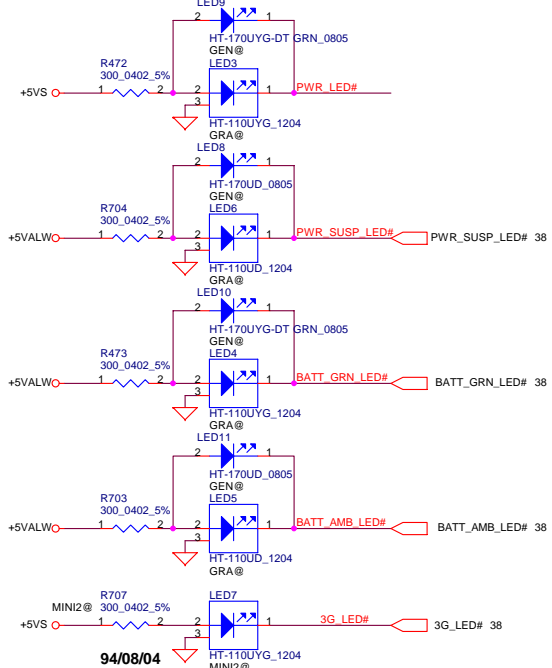 LED9
2 1
HT-170UYG-DT GRN_0805
GEN@
R472
300_0402_5%
LED3
+5VS 1 2 2 1 PWR_LED#
3
HT-110UYG_1204
GRA@
LED8
2 1
HT-170UD_0805
GEN@
R704
300_0402_5%
LED6
+5VALW 1 2 2 1 PWR_SUSP_LED# PWR_SUSP_LED# 38
3
HT-110UD_1204
GRA@
LED10
2 1
HT-170UYG-DT GRN_0805
GEN@
R473
300_0402_5%
LED4
+5VALW 1 2 2 1 BATT_GRN_LED# BATT_GRN_LED# 38
3
HT-110UYG_1204
GRA@
LED11
2 1
HT-170UD_0805
GEN@
R703
300_0402_5%
LED5
+5VALW 1 2 2 1 BATT_AMB_LED# BATT_AMB_LED# 38
3
HT-110UD_1204
GRA@
R707
MINI2@ 300_0402_5%
LED7
+5VS 1 2 2 1 3G_LED# 3G_LED# 38
3
94/08/04
HT-110UYG_1204
MINI2@